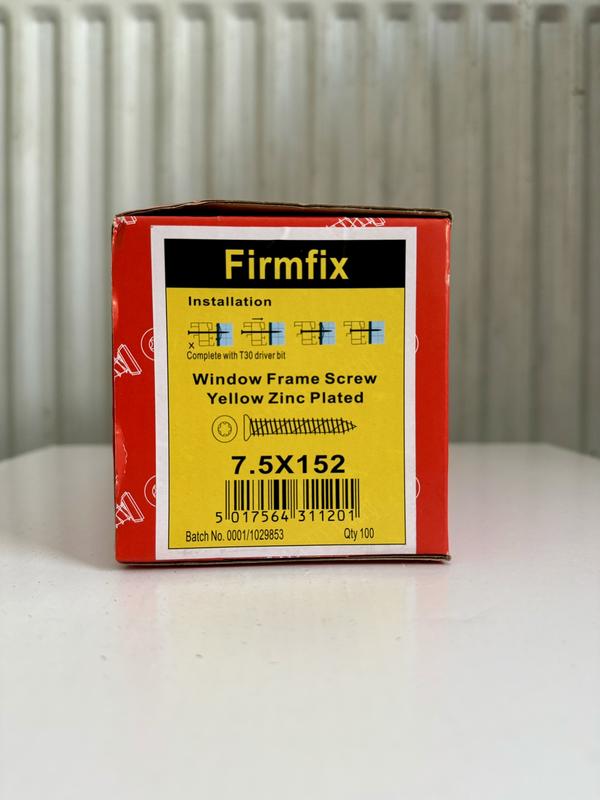 Firmfix
Installation
x
Complete with T30 driver bit
Window Frame Screw
Yellow Zinc Plated
7.5X152
5 017564 311201
Batch No. 0001/1029853 Qty 100